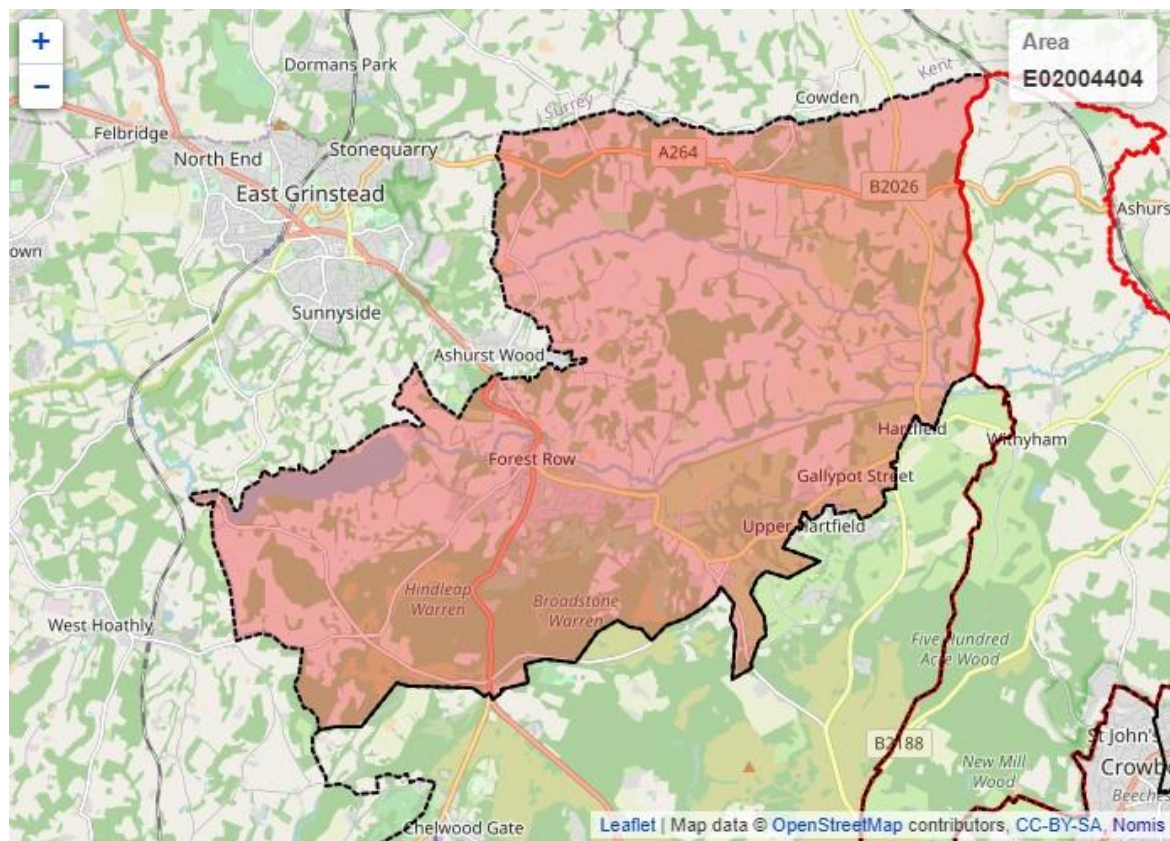 +
−
Area
E02004404
Dormans Park
Kent
Cowden
Surrey
Felbridge
North End
Stonequarry
A264
East Grinstead
B2026
Ashurs
own
Sunnyside
Ashurst Wood
Hartfield
Withyham
Forest Row
Gallypot Street
Upper Hartfield
Hindleap
Warren
Broadstone
Warren
West Hoathly
Five Hundred
Acre Wood
B2188
St John's
New Mill
Wood
Crowb
Beeches
Chelwood Gate
Leaflet | Map data © OpenStreetMap contributors, CC-BY-SA, Nomis